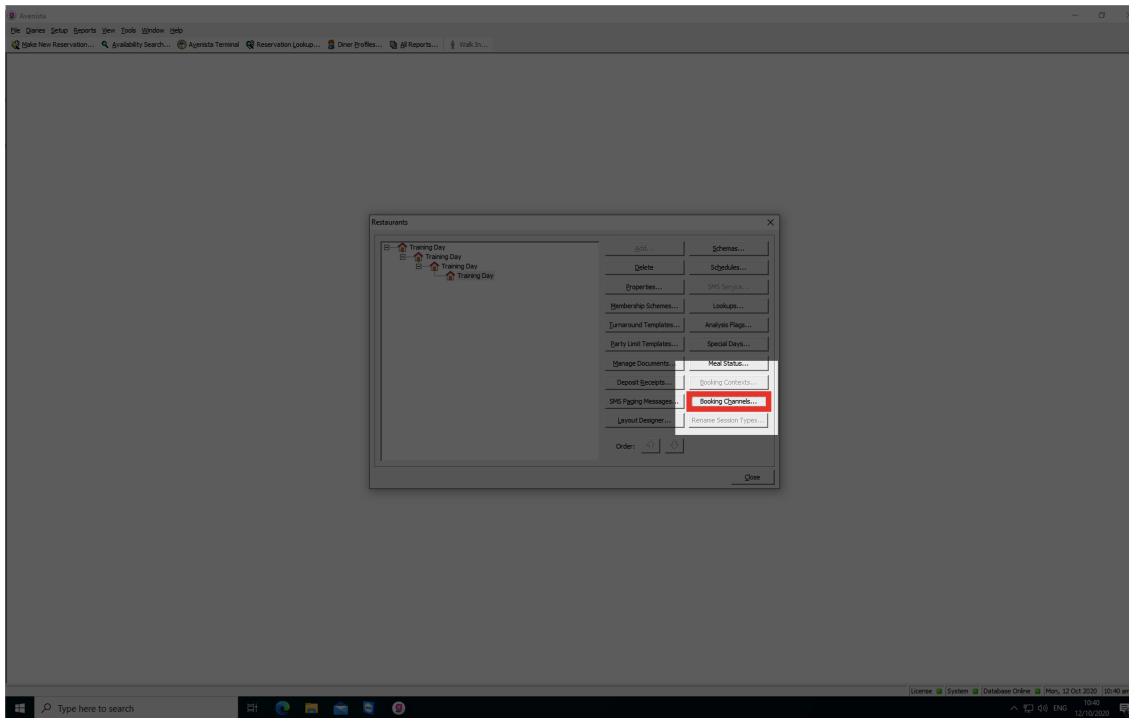 Avenista
File Diaries Setup Reports View Tools Window Help
Make New Reservation... Availability Search... Avenista Terminal Reservation Lookup... Diner Profiles... All Reports... Walk In...
Restaurants
Training Day
Training Day
Training Day
Training Day
Add... Schemas...
Delete Schedules...
Properties... SMS Service...
Membership Schemes... Lookups...
Turnaround Templates... Analysis Flags...
Party Limit Templates... Special Days...
Manage Documents... Meal Status...
Deposit Receipts... Booking Contexts...
SMS Paging Messages... Booking Channels...
Layout Designer... Rename Session Types...
Order:
Close
License System Database Online Mon, 12 Oct 2020 10:40 am
Type here to search ENG 10:40
12/10/2020